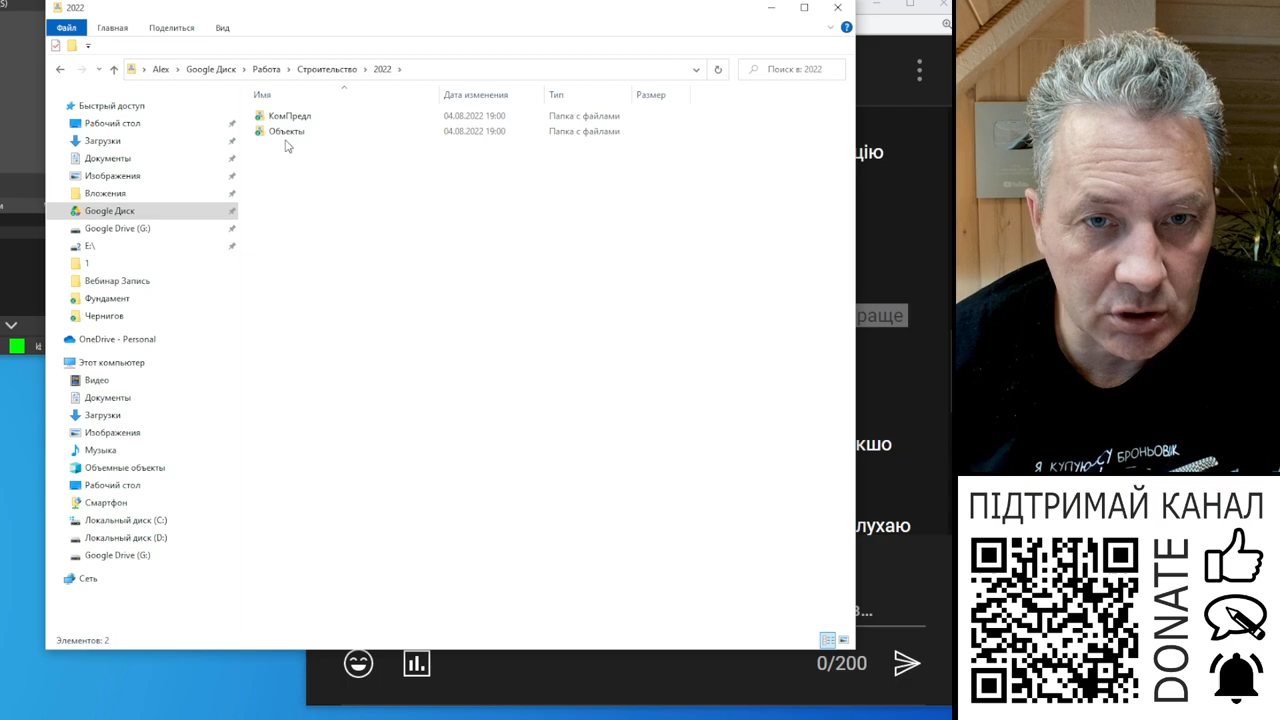 2022
Файл
Главная
Поделиться
Вид
Alex
Google Диск
Работа
Строительство
2022
Поиск в: 2022
Имя
Дата изменения
Тип
Размер
КомПредл
04.08.2022 19:00
Папка с файлами
Объекты
04.08.2022 19:00
Папка с файлами
Быстрый доступ
Рабочий стол
Загрузки
Документы
Изображения
Вложения
Google Диск
Google Drive (G:)
E:\
1
Вебинар Запись
Фундамент
Чернигов
OneDrive - Personal
Этот компьютер
Видео
Документы
Загрузки
Изображения
Музыка
Объемные объекты
Рабочий стол
Смартфон
Локальный диск (C:)
Локальный диск (D:)
Google Drive (G:)
Сеть
Элементов: 2
цію
раще
кшо
лухаю
в...
0/200
Я КУПУЮ СУ БРОНЬОВІК
ПІДТРИМАЙ КАНАЛ
DONATE